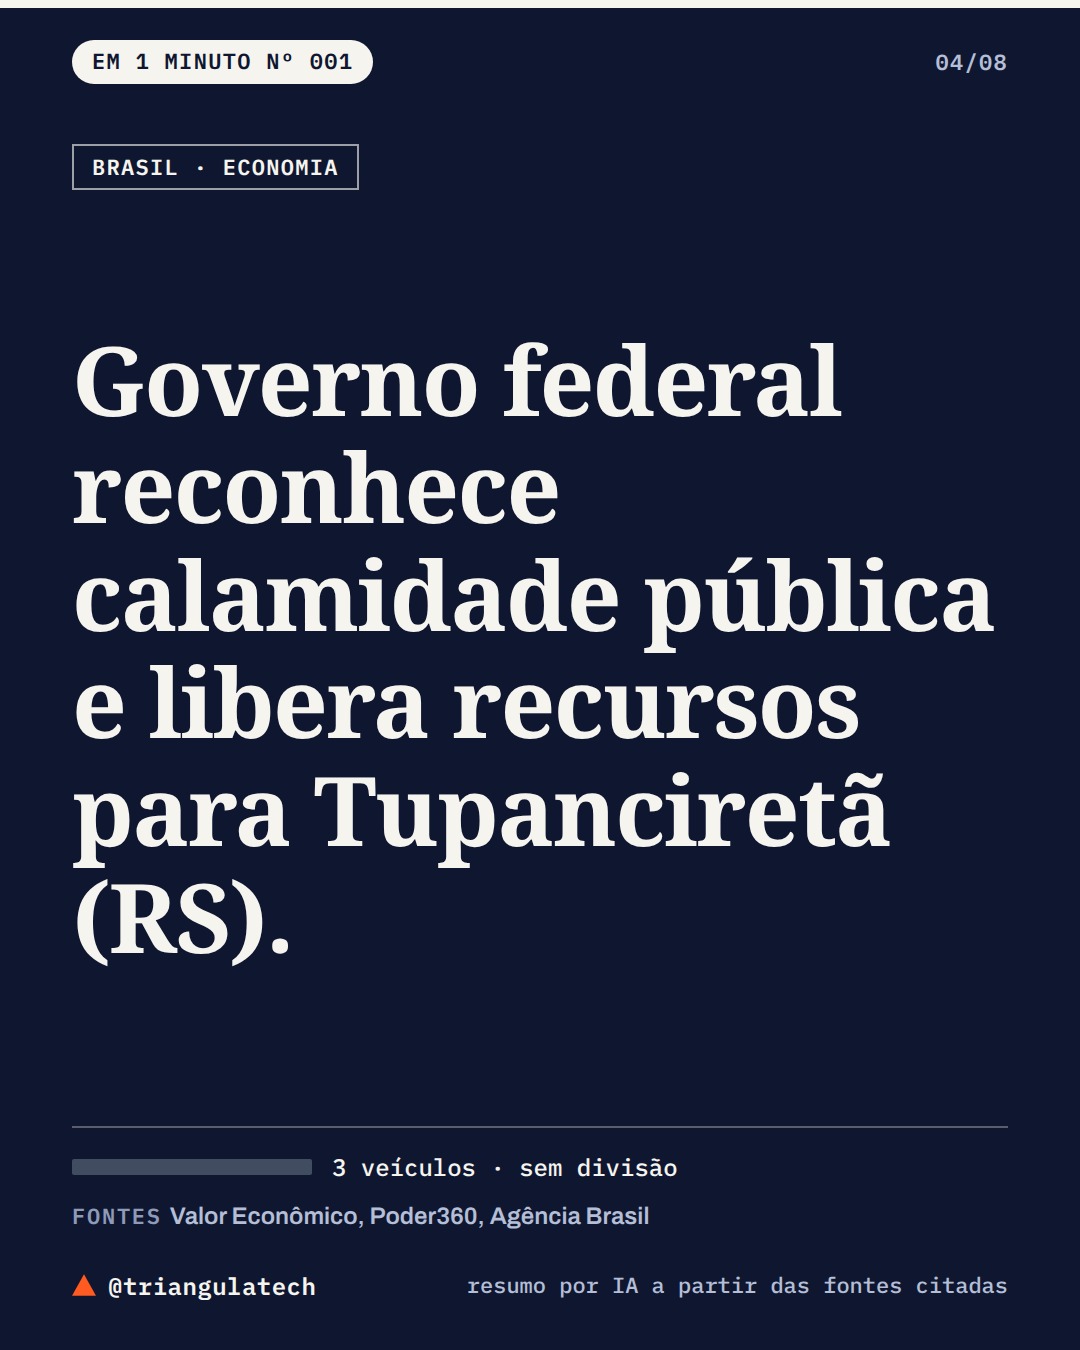 EM 1 MINUTO Nº 001
04/08
BRASIL · ECONOMIA
Governo federal
reconhece
calamidade pública
e libera recursos
para Tupanciretã
(RS).
3 veículos · sem divisão
FONTES Valor Econômico, Poder360, Agência Brasil
@triangulatech
resumo por IA a partir das fontes citadas